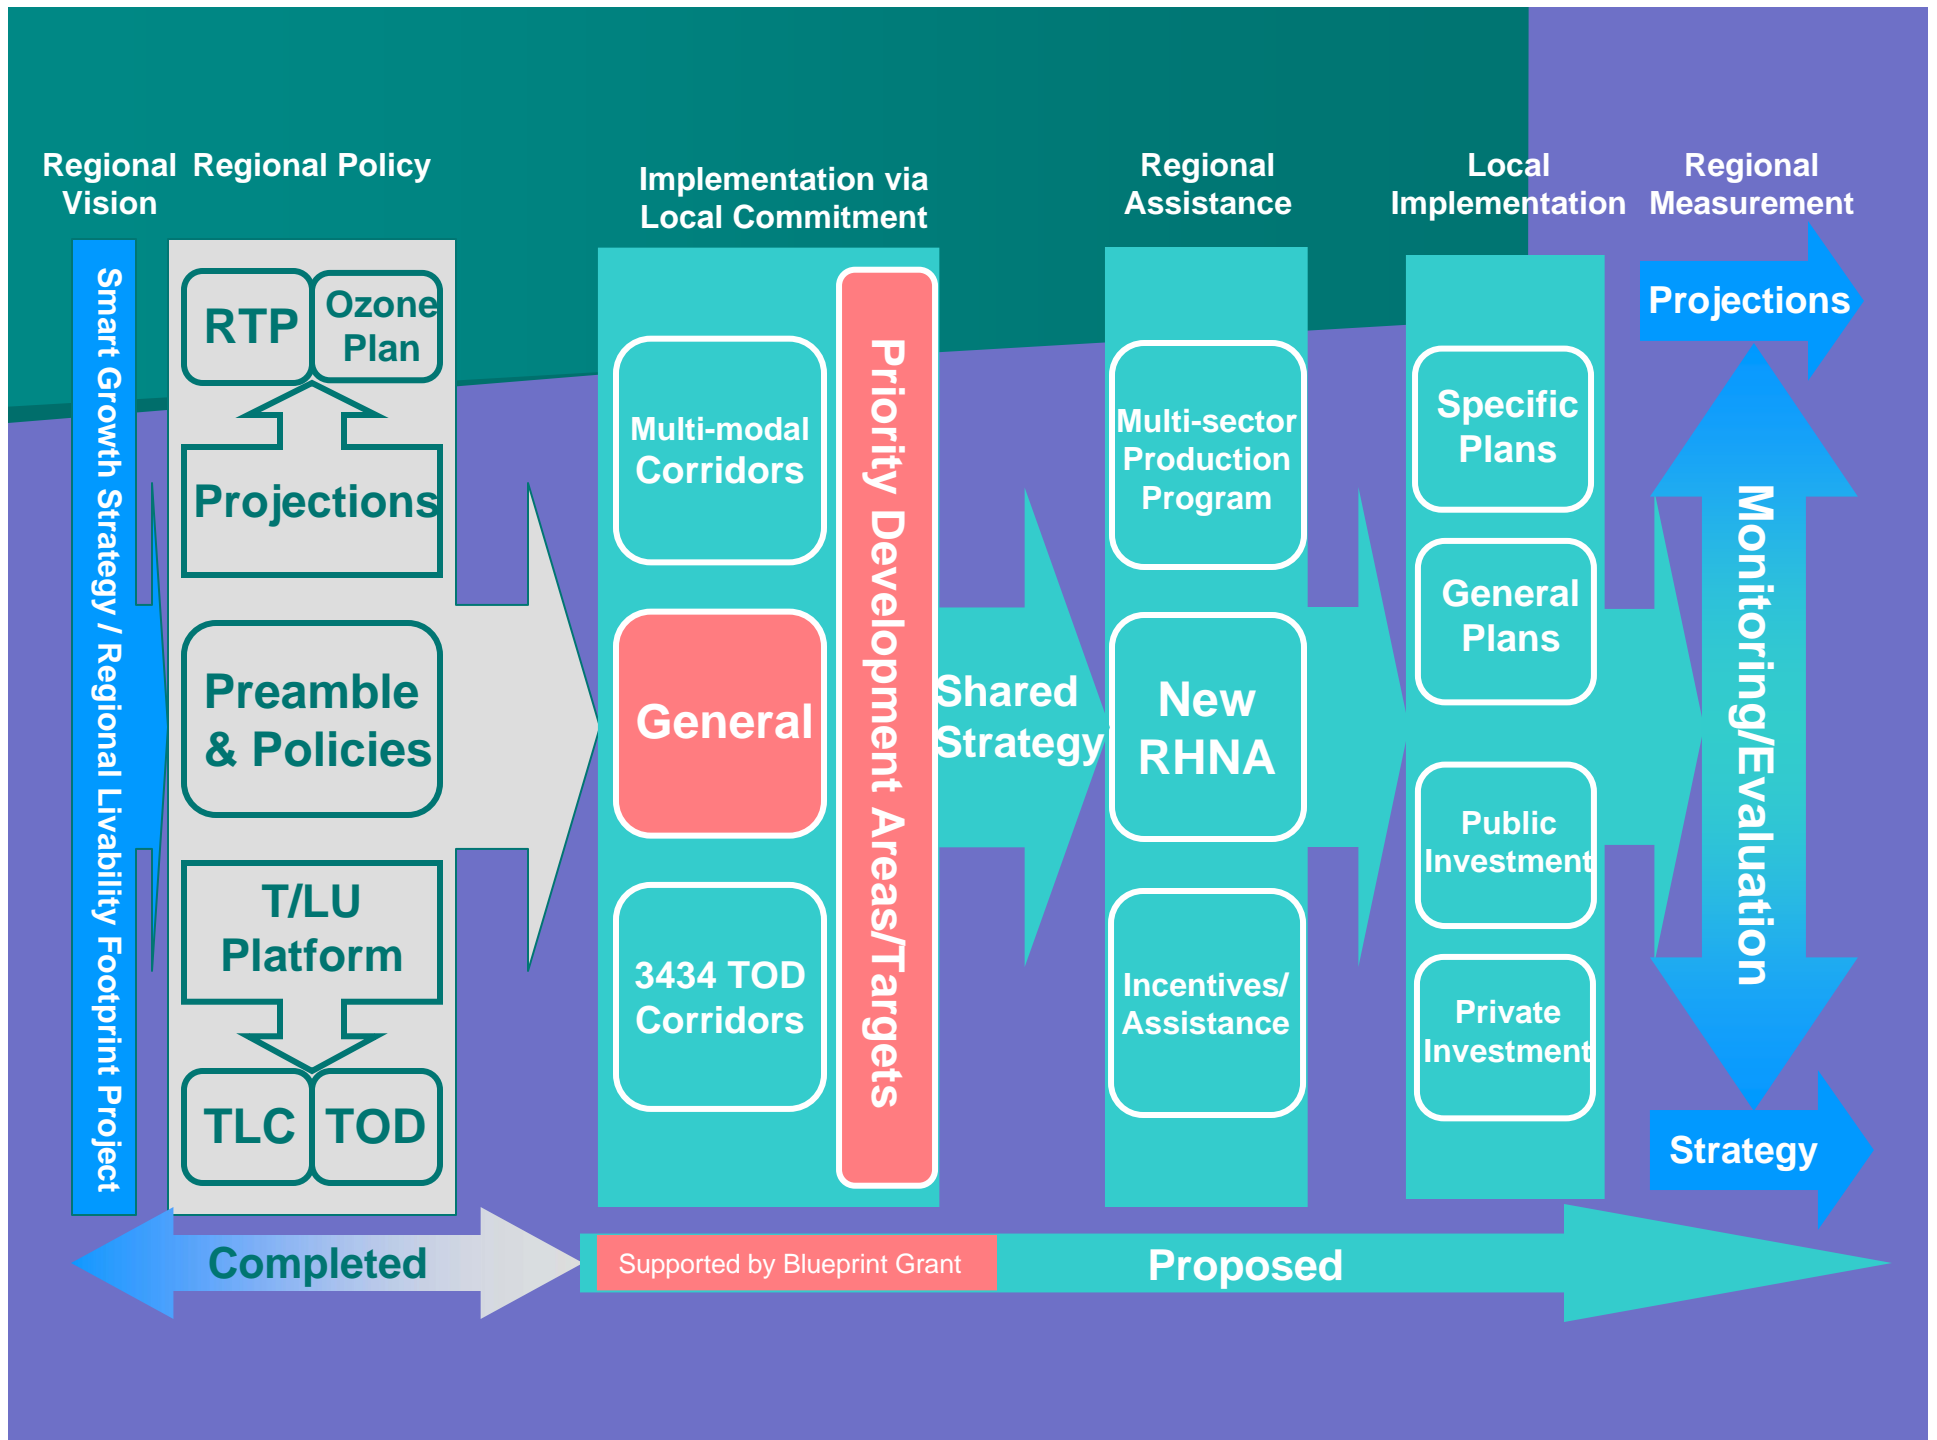 Regional
Vision
Regional Policy
Implementation via
Local Commitment
Regional
Assistance
Local
Implementation
Regional
Measurement
Smart Growth Strategy / Regional Livability Footprint Project
RTP
Ozone
Plan
Projections
Preamble
& Policies
T/LU
Platform
TLC
TOD
Multi-modal
Corridors
General
3434 TOD
Corridors
Priority Development Areas/Targets
Shared
Strategy
Multi-sector
Production
Program
New
RHNA
Incentives/
Assistance
Specific
Plans
General
Plans
Public
Investment
Private
Investment
Projections
Monitoring/Evaluation
Strategy
Completed
Supported by Blueprint Grant
Proposed